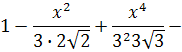 1 − x²/(3·2√2) + x⁴/(3²3√3) −